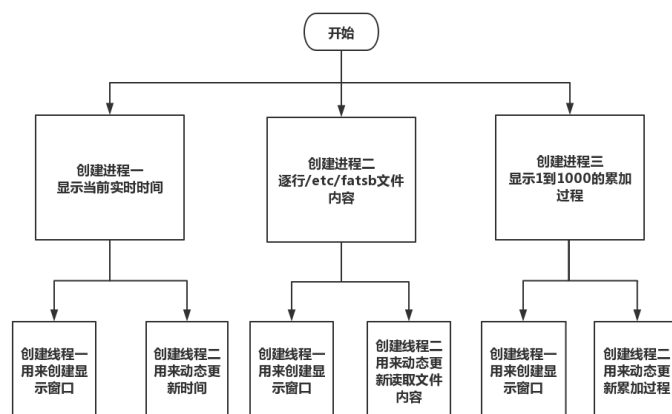 开始
创建进程一
显示当前实时时间
创建进程二
逐行/etc/fatsb文件
内容
创建进程三
显示1到1000的累加
过程
创建线程一
用来创建显
示窗口
创建线程二
用来动态更
新时间
创建线程一
用来创建显
示窗口
创建线程二
用来动态更
新读取文件
内容
创建线程一
用来创建显
示窗口
创建线程二
用来动态更
新累加过程